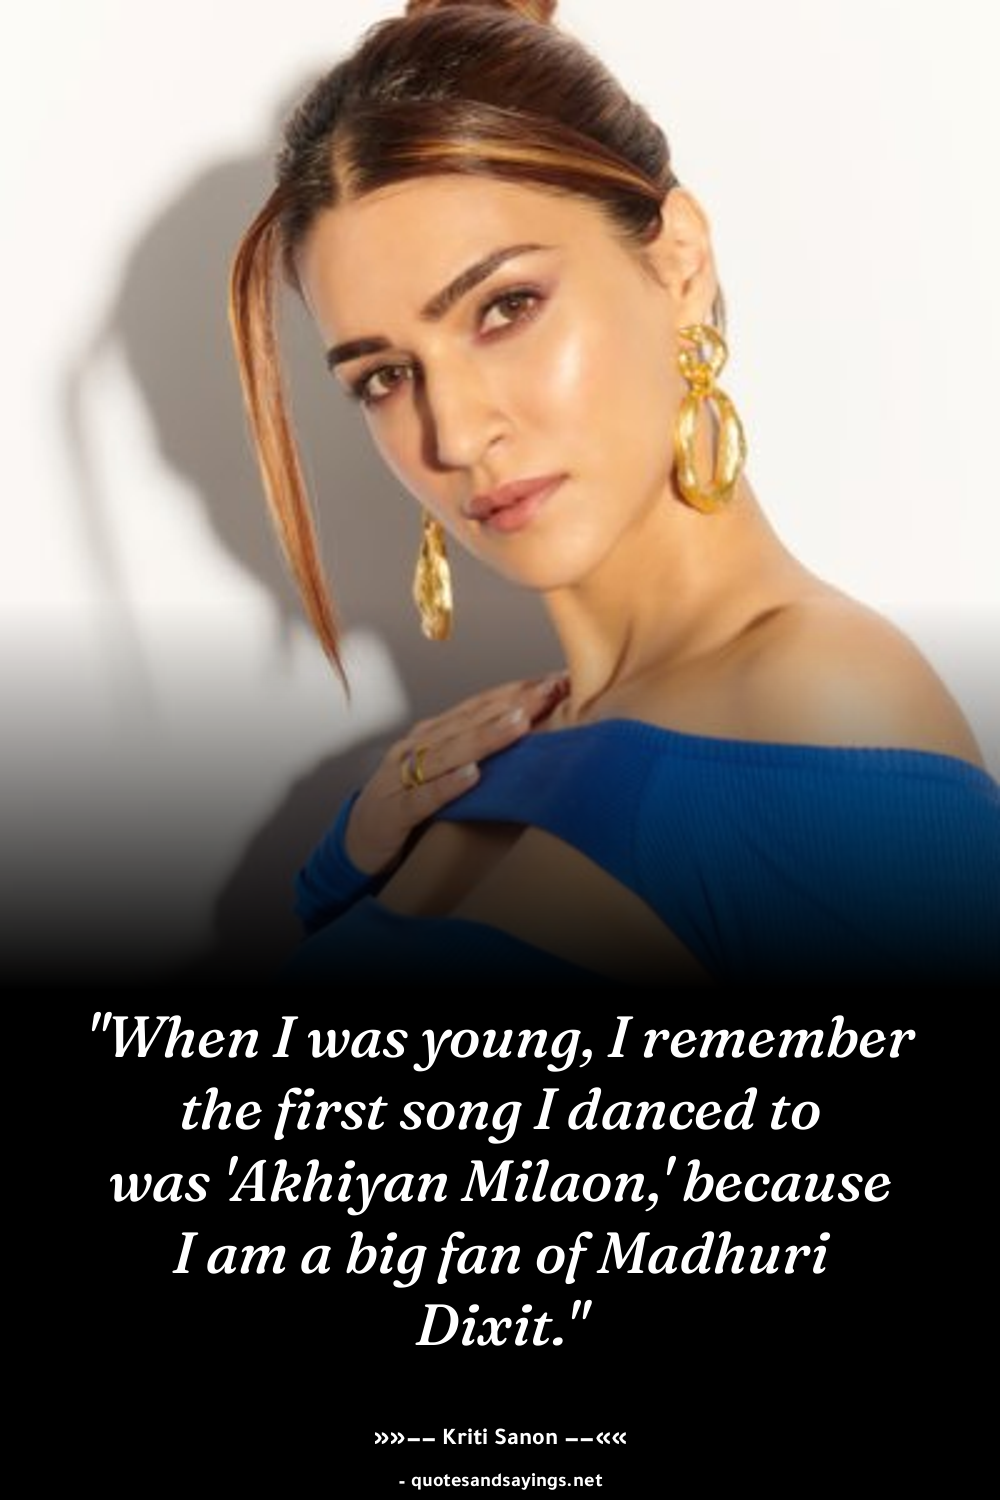 "When I was young, I remember
the first song I danced to
was 'Akhiyan Milaon,' because
I am a big fan of Madhuri
Dixit."
»»–– Kriti Sanon ––««
- quotesandsayings.net